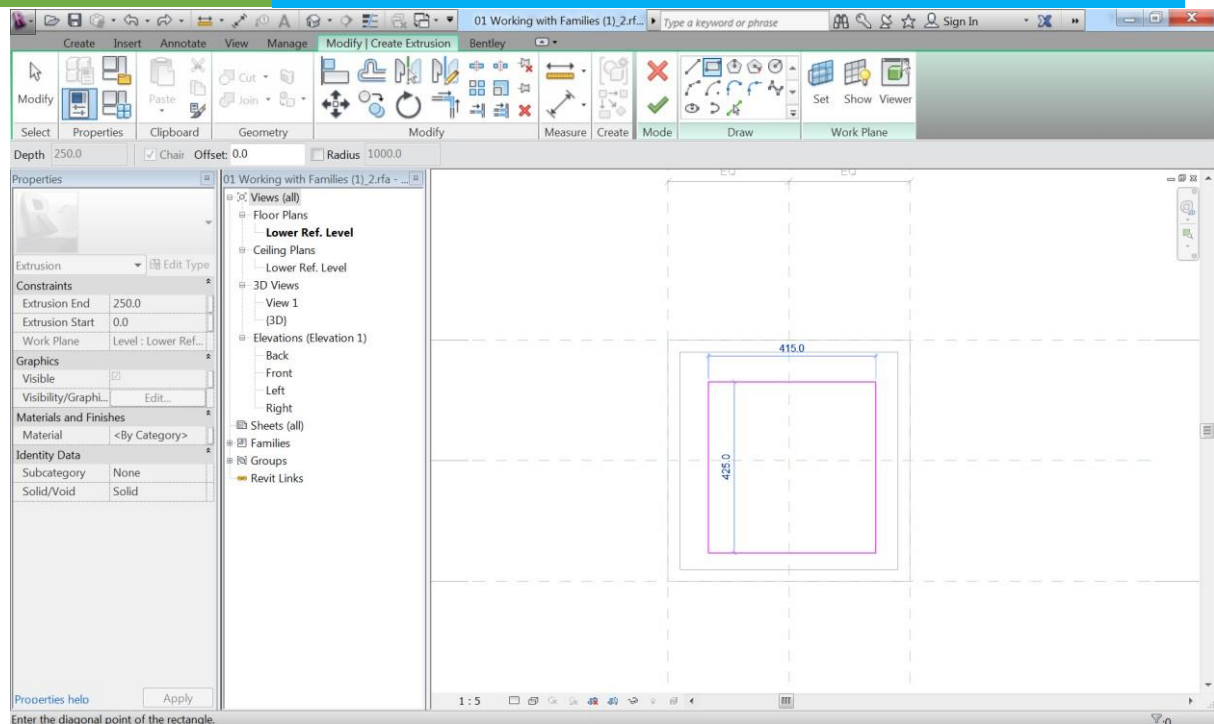 01 Working with Families (1)_2.rf...
Type a keyword or phrase
Sign In
Create Insert Annotate View Manage Modify | Create Extrusion Bentley
Modify
Paste
Cut
Join
Set Show Viewer
Select Properties Clipboard Geometry Modify Measure Create Mode Draw Work Plane
Depth 250.0 Chain Offset: 0.0 Radius 1000.0
Properties
Extrusion Edit Type
Constraints
Extrusion End 250.0
Extrusion Start 0.0
Work Plane Level : Lower Ref...
Graphics
Visible
Visibility/Graphi... Edit...
Materials and Finishes
Material <By Category>
Identity Data
Subcategory None
Solid/Void Solid
Properties help Apply
01 Working with Families (1)_2.rfa - ...
Views (all)
Floor Plans
Lower Ref. Level
Ceiling Plans
Lower Ref. Level
3D Views
View 1
{3D}
Elevations (Elevation 1)
Back
Front
Left
Right
Sheets (all)
Families
Groups
Revit Links
EQ EQ
415.0
425.0
1 : 5
Enter the diagonal point of the rectangle.
:0